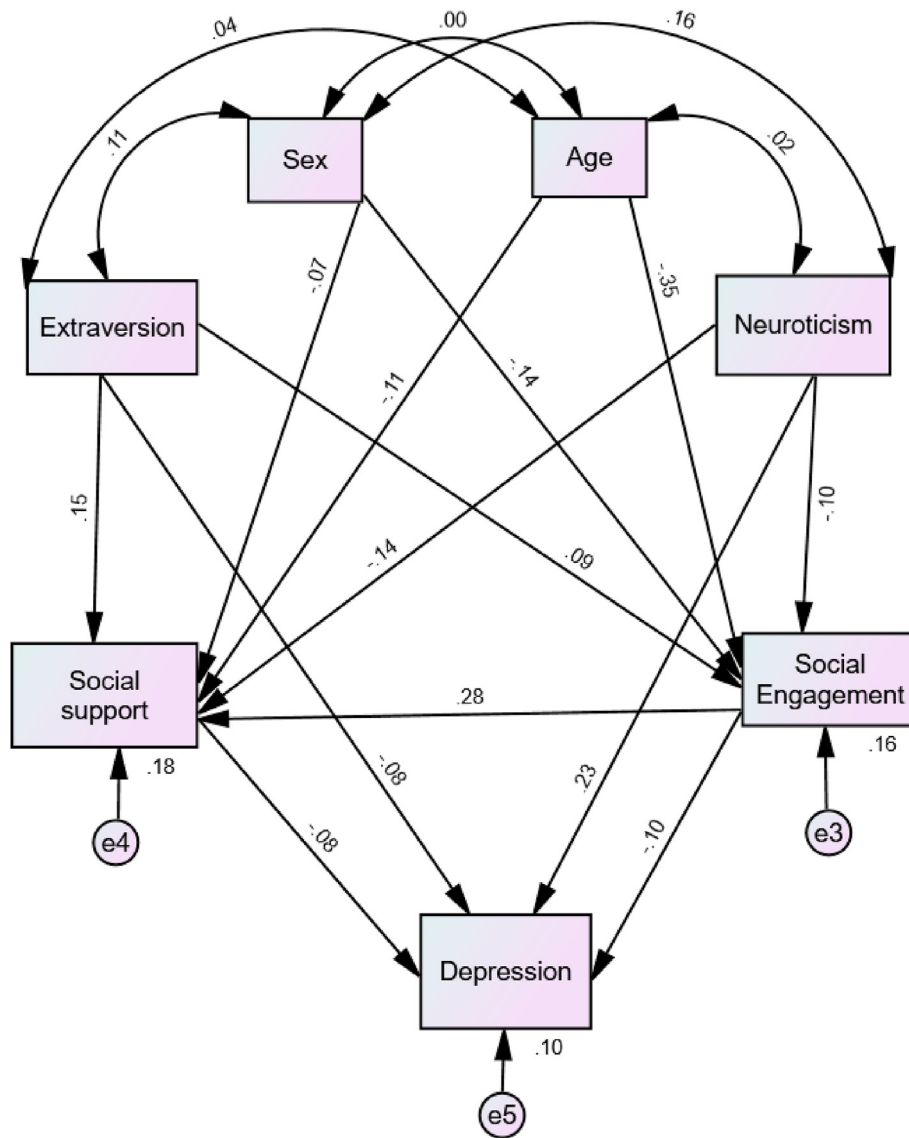 .04
.00
.16
.11
Sex
Age
.02
Extraversion
-.07
-.35
Neuroticism
-.11
-.14
.15
-.14
.09
-.10
Social
support
Social
Engagement
.28
.18
.16
-.08
.23
e4
-.08
-.10
e3
Depression
.10
e5